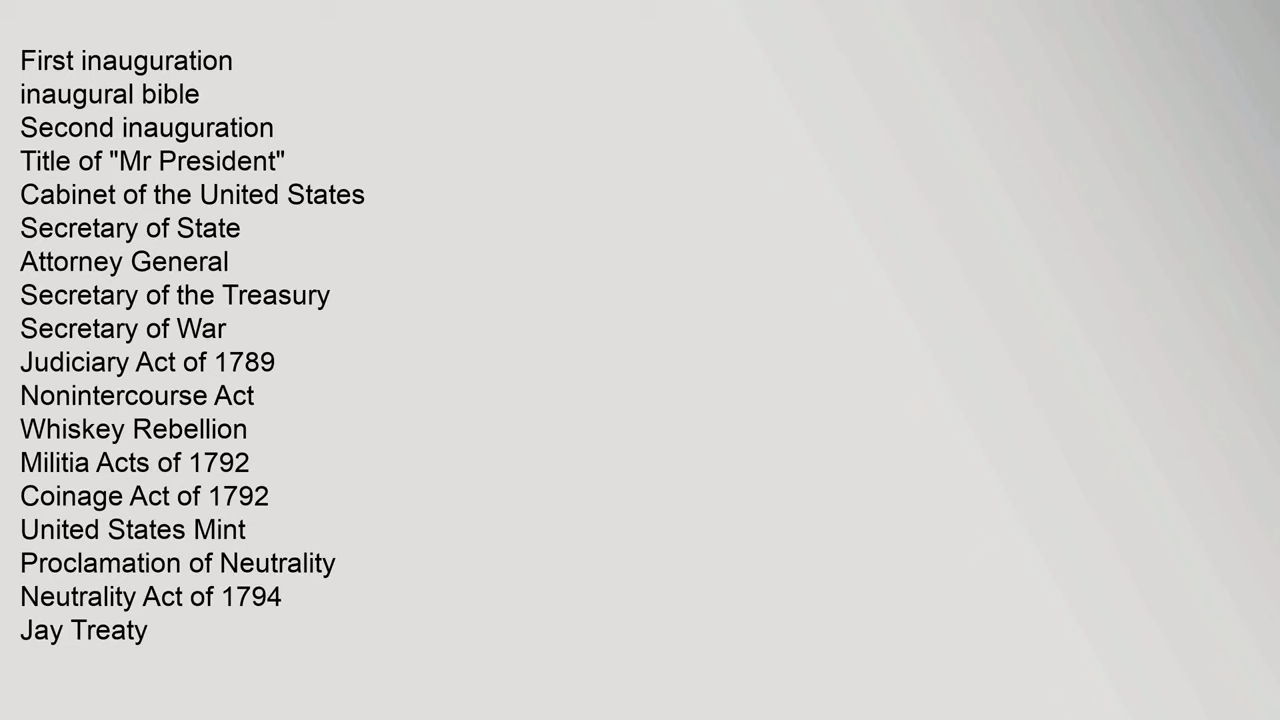 First inauguration
inaugural bible
Second inauguration
Title of "Mr President"
Cabinet of the United States
Secretary of State
Attorney General
Secretary of the Treasury
Secretary of War
Judiciary Act of 1789
Nonintercourse Act
Whiskey Rebellion
Militia Acts of 1792
Coinage Act of 1792
United States Mint
Proclamation of Neutrality
Neutrality Act of 1794
Jay Treaty